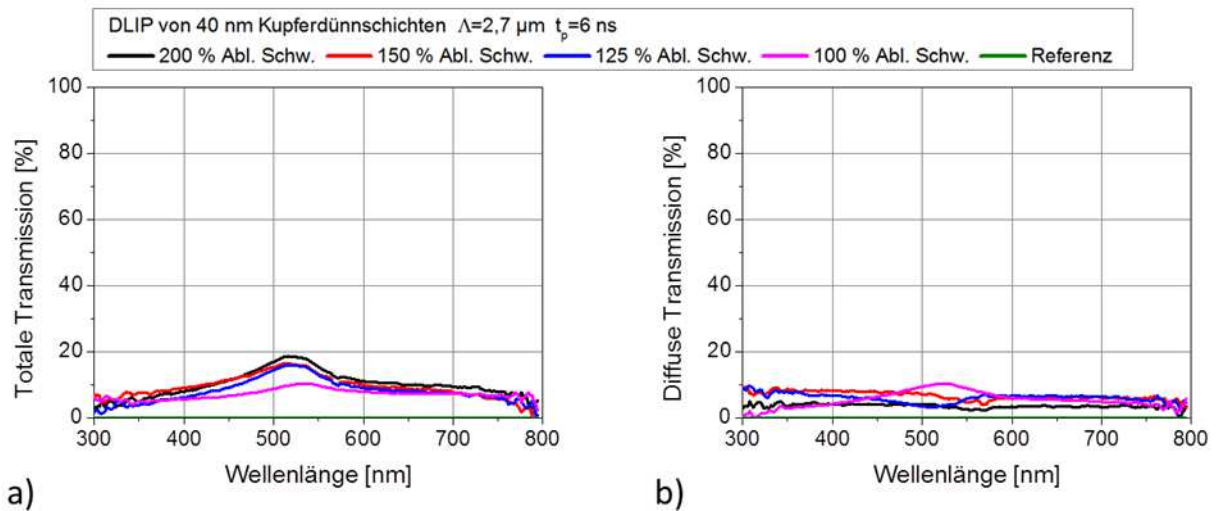 DLIP von 40 nm Kupferdünnschichten Λ=2,7 µm tp=6 ns
200 % Abl. Schw. 150 % Abl. Schw. 125 % Abl. Schw. 100 % Abl. Schw. Referenz
Totale Transmission [%]
100
80
60
40
20
0
300 400 500 600 700 800
Wellenlänge [nm]
a)
Diffuse Transmission [%]
100
80
60
40
20
0
300 400 500 600 700 800
Wellenlänge [nm]
b)